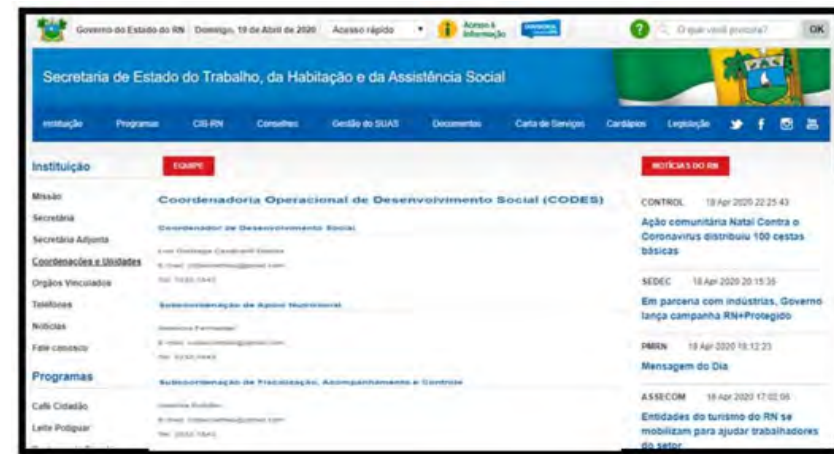 Governo do Estado do RN
Domingo, 19 de Abril de 2020
Acesso rápido
Acesso à
Informação
?
O que você procura?
OK
Secretaria de Estado do Trabalho, da Habitação e da Assistência Social
Instituição
Programas
CIB-RN
Conselhos
Gestão do SUAS
Documentos
Carta de Serviços
Cardápios
Legislação
Instituição
Missão
Secretária
Secretária Adjunta
Coordenações e Unidades
Orgãos Vinculados
Telefones
Notícias
Fale conosco
Programas
Café Cidadão
Leite Potiguar
EQUIPE
Coordenadoria Operacional de Desenvolvimento Social (CODES)
Coordenador de Desenvolvimento Social
Subcoordenação de Apoio Nutricional
Subcoordenação de Fiscalização, Acompanhamento e Controle
NOTÍCIAS DO RN
CONTROL 18 Apr 2020 22:25:43
Ação comunitária Natal Contra o
Coronavírus distribuiu 100 cestas
básicas
SEDEC 18 Apr 2020 20:15:35
Em parceria com indústrias, Governo
lança campanha RN+Protegido
PMRN 18 Apr 2020 18:12:23
Mensagem do Dia
ASSECOM 18 Apr 2020 17:02:08
Entidades do turismo do RN se
mobilizam para ajudar trabalhadores
do setor